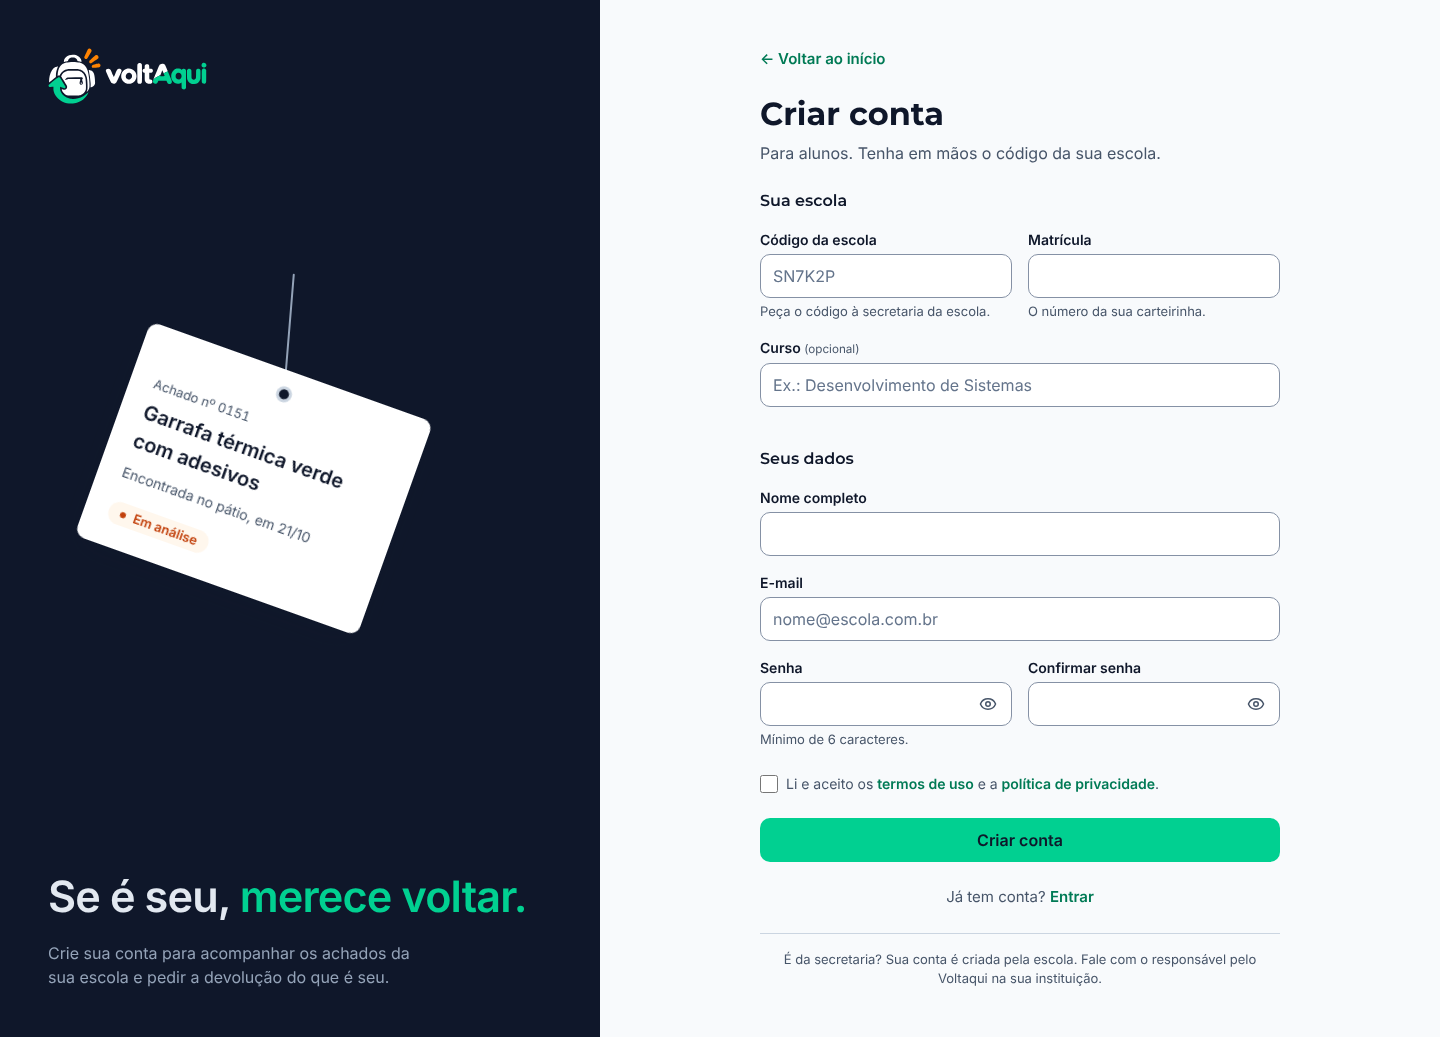 voltAqui
Achado nº 0151
Garrafa térmica verde
com adesivos
Encontrada no pátio, em 21/10
Em análise
Se é seu, merece voltar.
Crie sua conta para acompanhar os achados da
sua escola e pedir a devolução do que é seu.
← Voltar ao início
Criar conta
Para alunos. Tenha em mãos o código da sua escola.
Sua escola
Código da escola
SN7K2P
Peça o código à secretaria da escola.
Matrícula
O número da sua carteirinha.
Curso (opcional)
Ex.: Desenvolvimento de Sistemas
Seus dados
Nome completo
E-mail
nome@escola.com.br
Senha
Mínimo de 6 caracteres.
Confirmar senha
Li e aceito os termos de uso e a política de privacidade.
Criar conta
Já tem conta? Entrar
É da secretaria? Sua conta é criada pela escola. Fale com o responsável pelo
Voltaqui na sua instituição.